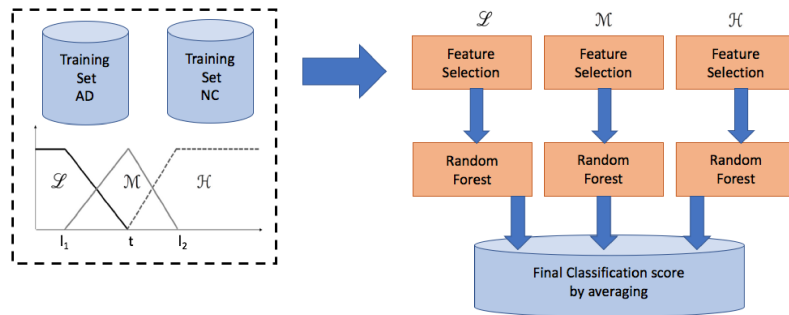 Training
Set
AD
Training
Set
NC
ℒ
ℳ
ℋ
l₁
t
l₂
ℒ
ℳ
ℋ
Feature
Selection
Feature
Selection
Feature
Selection
Random
Forest
Random
Forest
Random
Forest
Final Classification score
by averaging